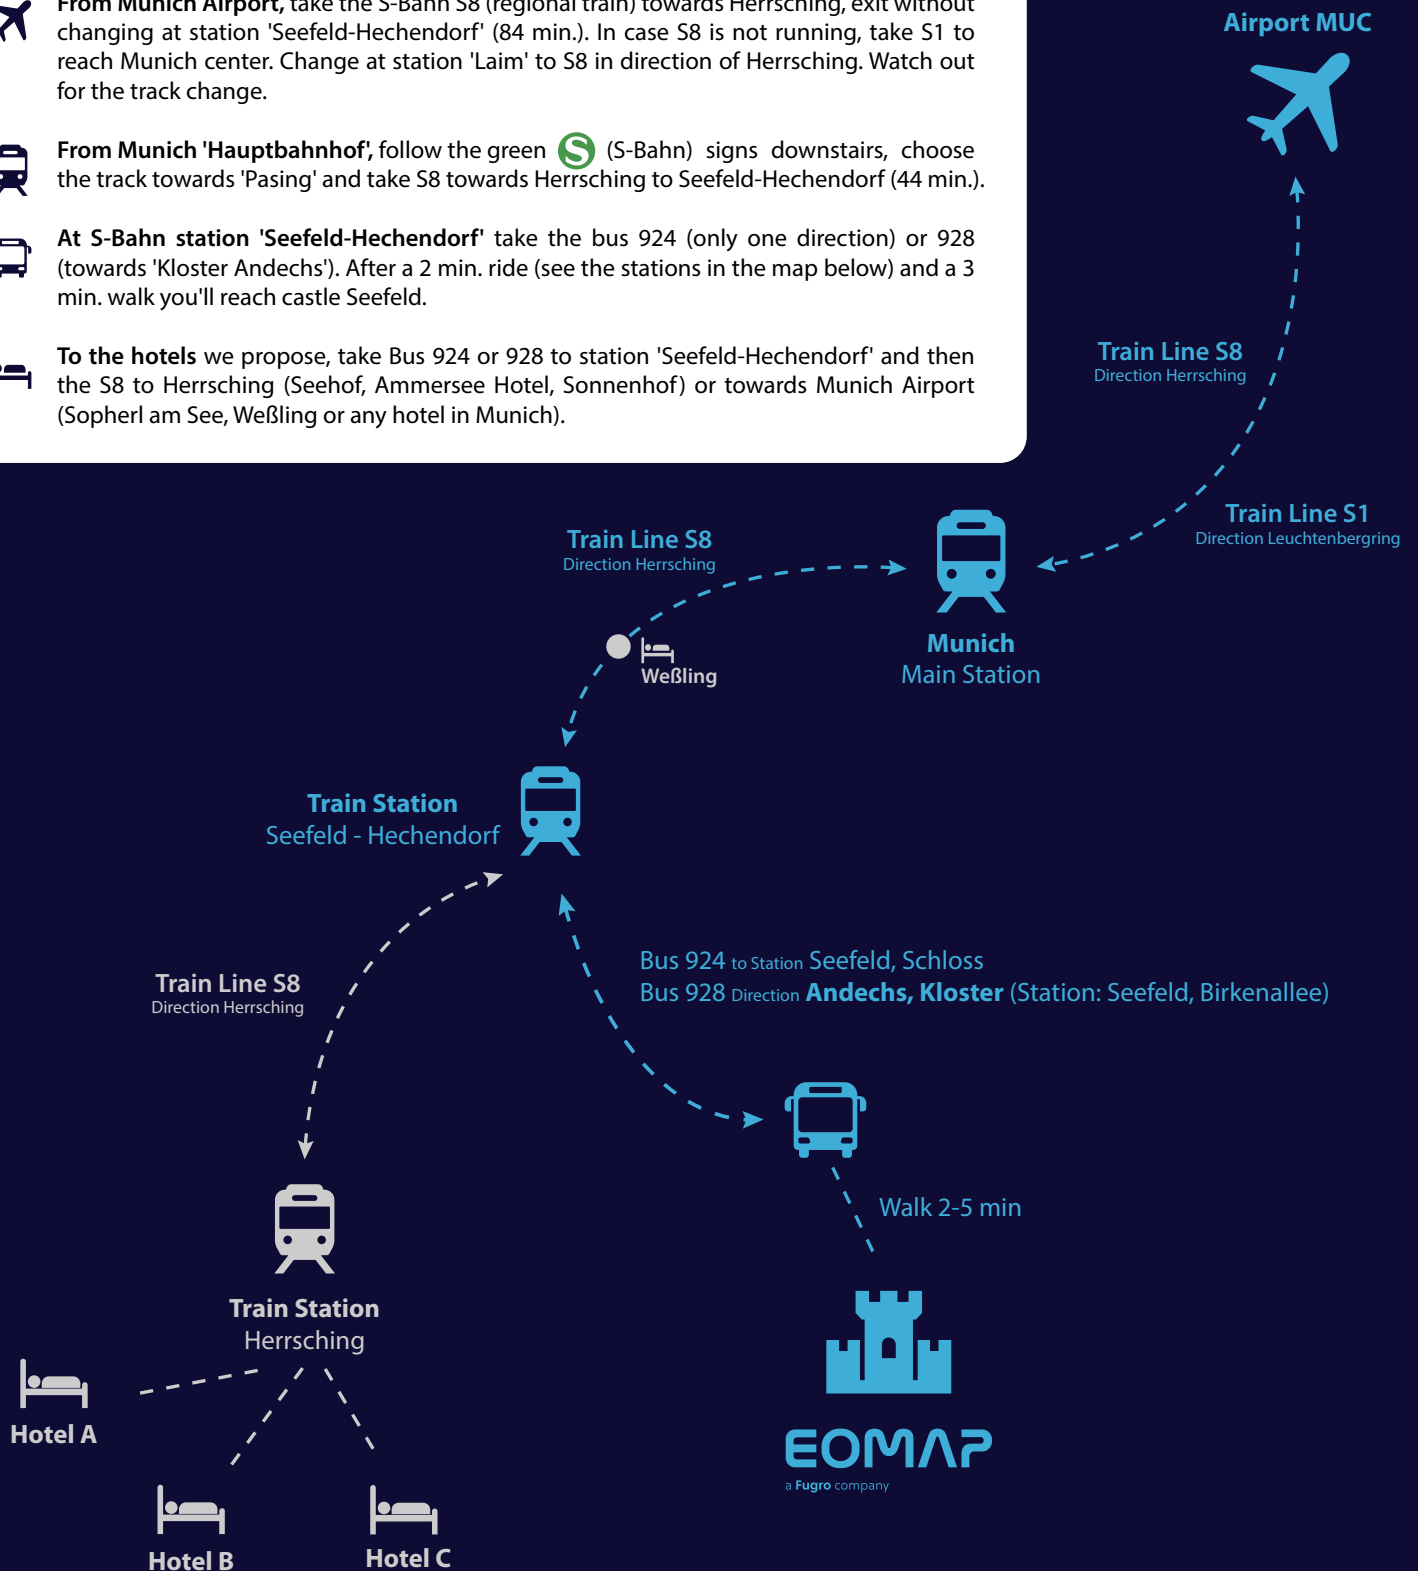 From Munich Airport, take the S-Bahn S8 (regional train) towards Herrsching, exit without
changing at station 'Seefeld-Hechendorf' (84 min.). In case S8 is not running, take S1 to
reach Munich center. Change at station 'Laim' to S8 in direction of Herrsching. Watch out
for the track change.
From Munich 'Hauptbahnhof', follow the green S (S-Bahn) signs downstairs, choose
the track towards 'Pasing' and take S8 towards Herrsching to Seefeld-Hechendorf (44 min.).
At S-Bahn station 'Seefeld-Hechendorf' take the bus 924 (only one direction) or 928
(towards 'Kloster Andechs'). After a 2 min. ride (see the stations in the map below) and a 3
min. walk you'll reach castle Seefeld.
To the hotels we propose, take Bus 924 or 928 to station 'Seefeld-Hechendorf' and then
the S8 to Herrsching (Seehof, Ammersee Hotel, Sonnenhof) or towards Munich Airport
(Sopherl am See, Weßling or any hotel in Munich).
Airport MUC
Train Line S8
Direction Herrsching
Train Line S1
Direction Leuchtenbergring
Train Line S8
Direction Herrsching
Munich
Main Station
Weßling
Train Station
Seefeld - Hechendorf
Bus 924 to Station Seefeld, Schloss
Bus 928 Direction Andechs, Kloster (Station: Seefeld, Birkenallee)
Train Line S8
Direction Herrsching
Walk 2-5 min
Train Station
Herrsching
Hotel A
EOMAP
a Fugro company
Hotel B
Hotel C